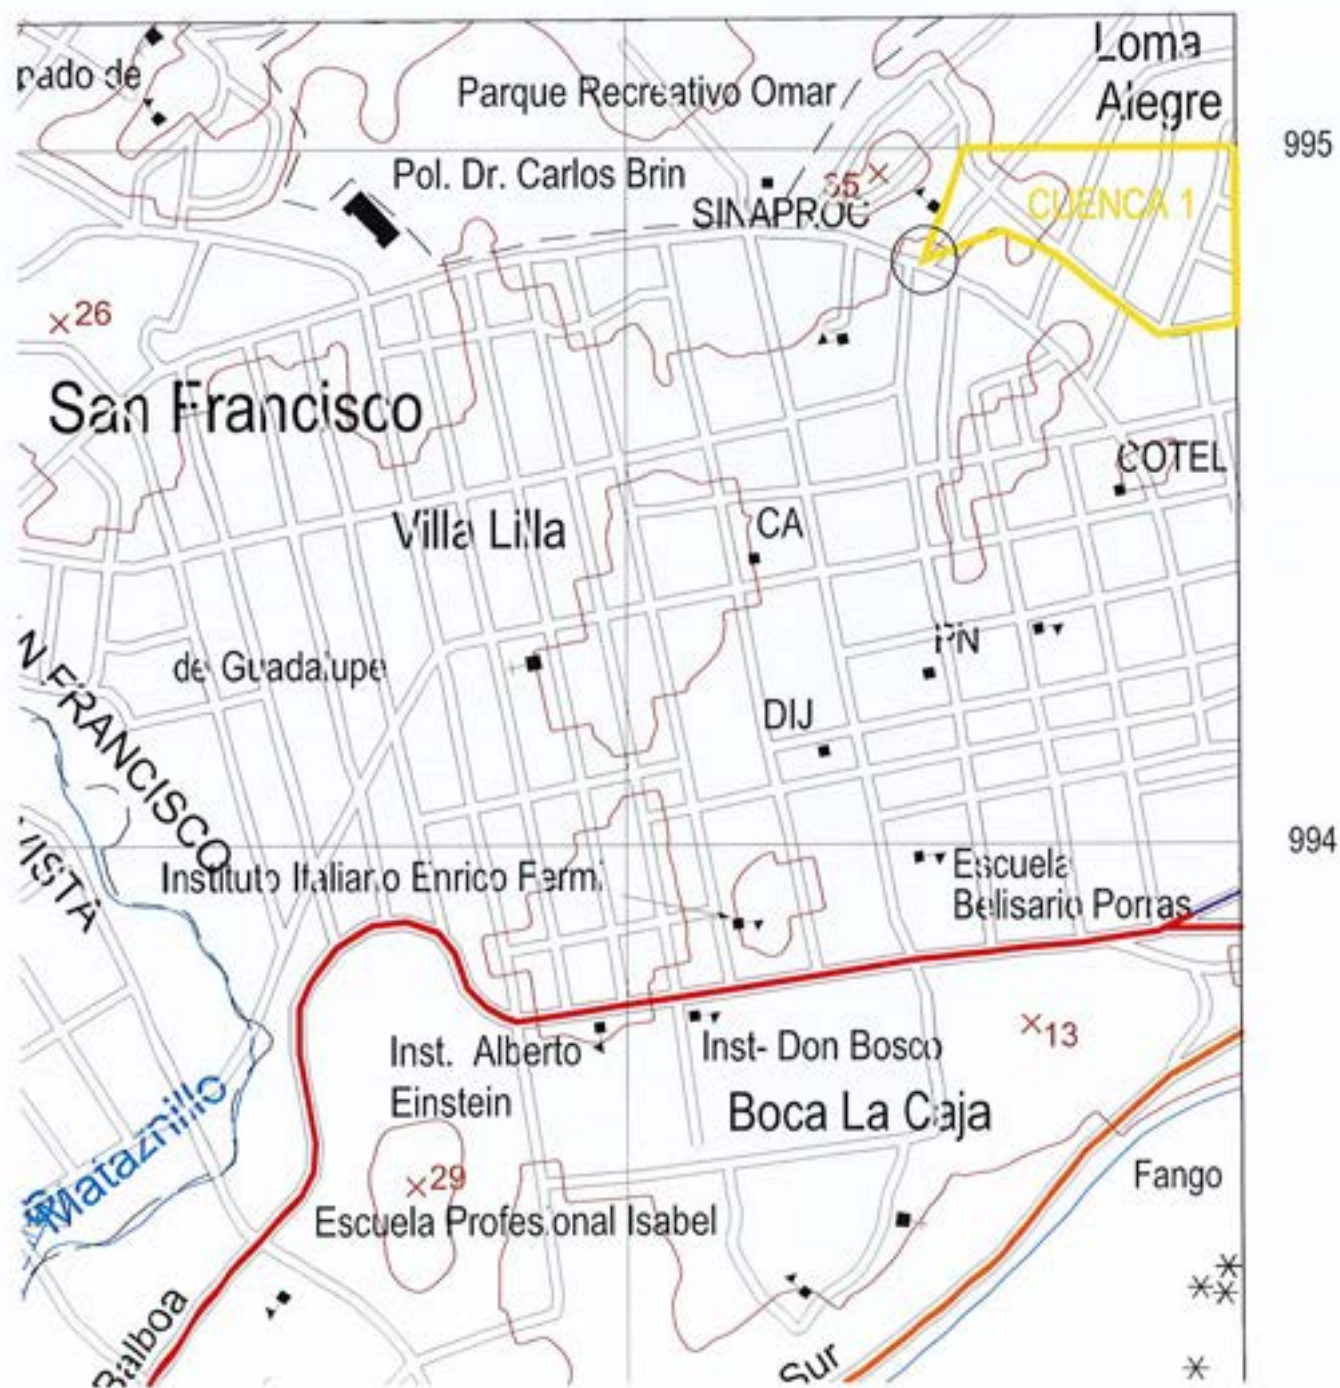 Loma
Alegre
pado de
Parque Recreativo Omar
995
Pol. Dr. Carlos Brin
65
CUENCA 1
SINAPROC
26
San Francisco
COTEL
Villa Lilla
CA
PN
de Guadalupe
DIJ
N FRANCISCO
VISTA
994
Instituto Italiano Enrico Fermi
Escuela
Belisario Porras
13
Inst. Alberto
Einstein
Inst- Don Bosco
Boca La Caja
Mataznillo
29
Fango
Escuela Profesional Isabel
Balboa
Sur